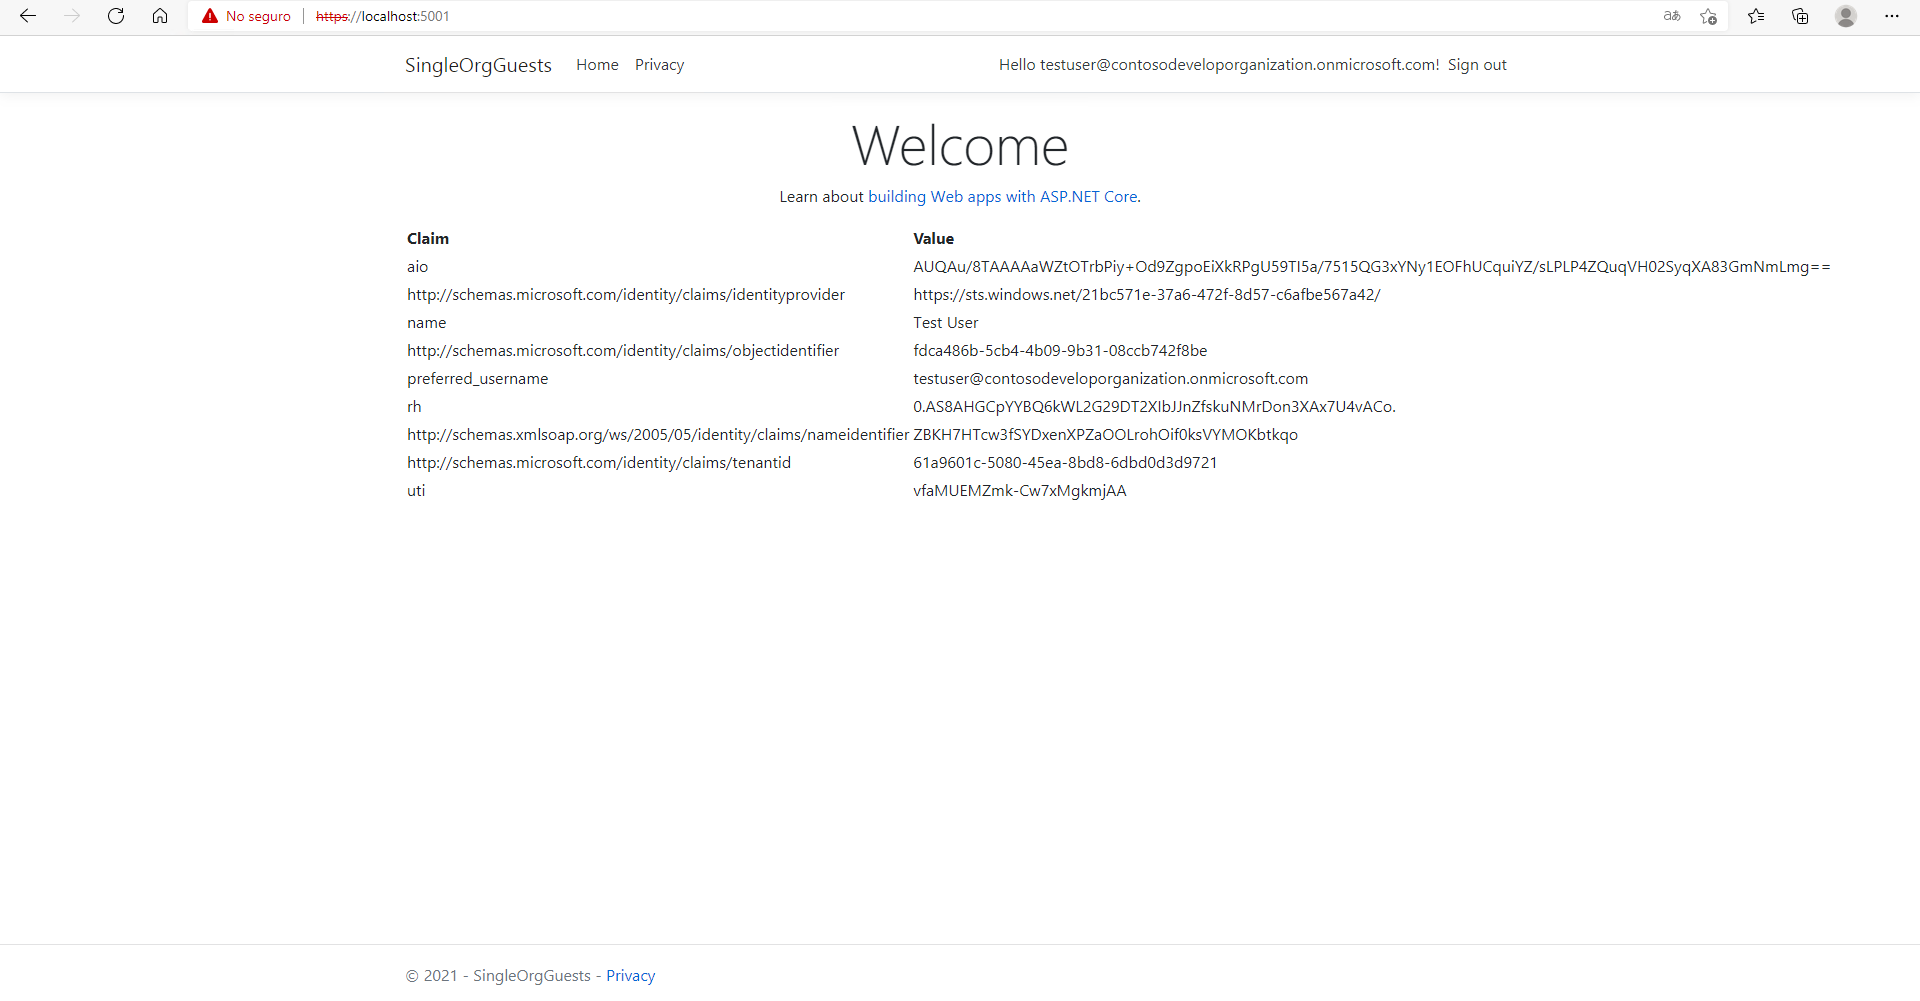 No seguro https://localhost:5001 aあ
SingleOrgGuests Home Privacy Hello testuser@contosodeveloporganization.onmicrosoft.com! Sign out
Welcome
Learn about building Web apps with ASP.NET Core.
Claim Value
aio AUQAu/8TAAAAaWZtOTrbPiy+Od9ZgpoEiXkRPgU59TI5a/7515QG3xYNy1EOFhUCquiYZ/sLPLP4ZQuqVH02SyqXA83GmNmLmg==
http://schemas.microsoft.com/identity/claims/identityprovider https://sts.windows.net/21bc571e-37a6-472f-8d57-c6afbe567a42/
name Test User
http://schemas.microsoft.com/identity/claims/objectidentifier fdca486b-5cb4-4b09-9b31-08ccb742f8be
preferred_username testuser@contosodeveloporganization.onmicrosoft.com
rh 0.AS8AHGCpYYBQ6kWL2G29DT2XIbJJnZfskuNMrDon3XAx7U4vACo.
http://schemas.xmlsoap.org/ws/2005/05/identity/claims/nameidentifier ZBKH7HTcw3fSYDxenXPZaOOLrohOif0ksVYMOKbtkqo
http://schemas.microsoft.com/identity/claims/tenantid 61a9601c-5080-45ea-8bd8-6dbd0d3d9721
uti vfaMUEMZmk-Cw7xMgkmjAA
© 2021 - SingleOrgGuests - Privacy